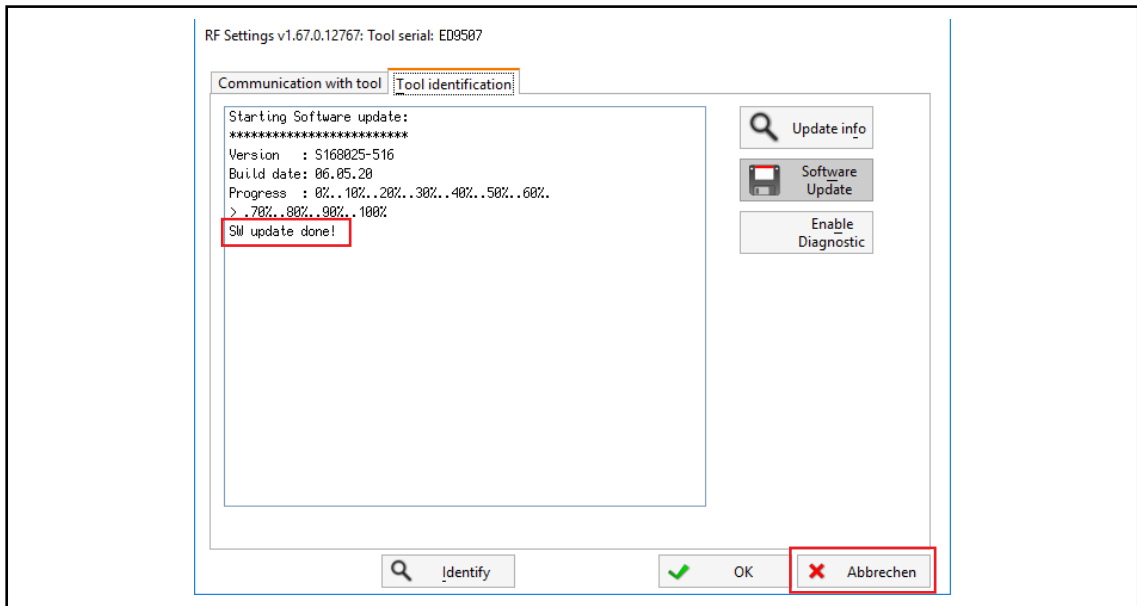 RF Settings v1.67.0.12767: Tool serial: ED9507
Communication with tool
Tool identification
Starting Software update:
*************************
Version   : S168025-516
Build date: 06.05.20
Progress  : 0%..10%..20%..30%..40%..50%..60%.
> .70%..80%..90%..100%
SW update done!
Update info
Software
Update
Enable
Diagnostic
Identify
OK
Abbrechen